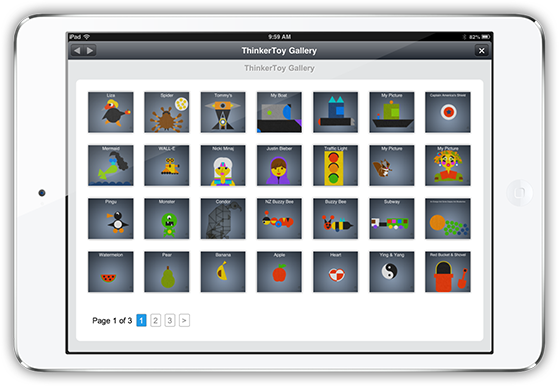 iPad 9:59 AM 82%
ThinkerToy Gallery
ThinkerToy Gallery
Liza Spider Tommy's My Boat My Picture Captain America's Shield
Mermaid WALL-E Nicki Minaj Justin Bieber Traffic Light My Picture My Picture
Pingu Monster Condor NZ Buzzy Bee Buzzy Bee Subway
Watermelon Pear Banana Apple Heart Ying & Yang Red Bucket & Shovel
Page 1 of 3 1 2 3 >